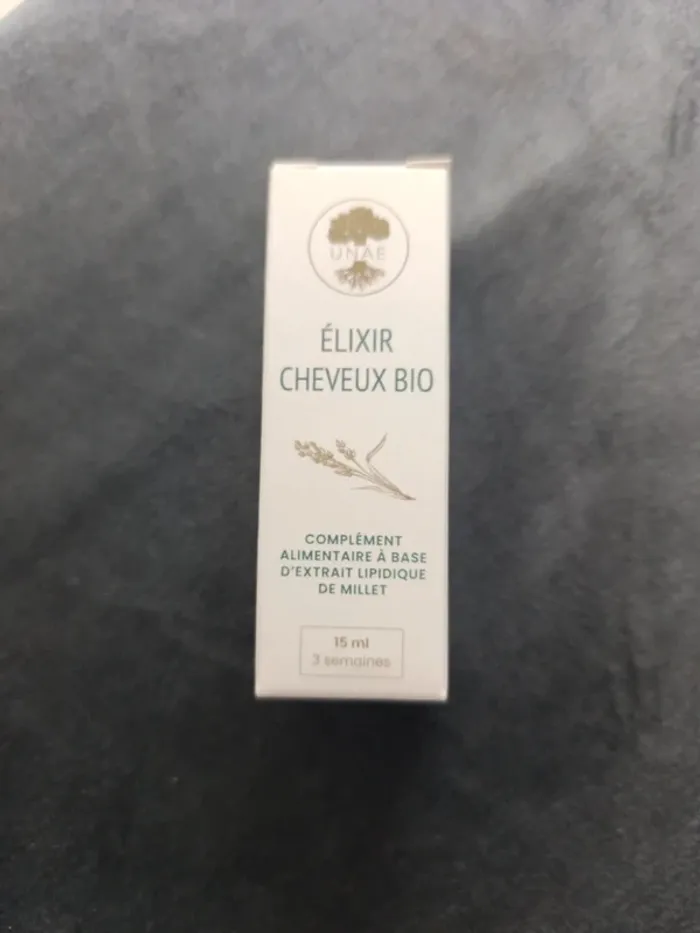 UNAE
ÉLIXIR
CHEVEUX BIO
COMPLÉMENT
ALIMENTAIRE À BASE
D'EXTRAIT LIPIDIQUE
DE MILLET
15 ml
3 semaines